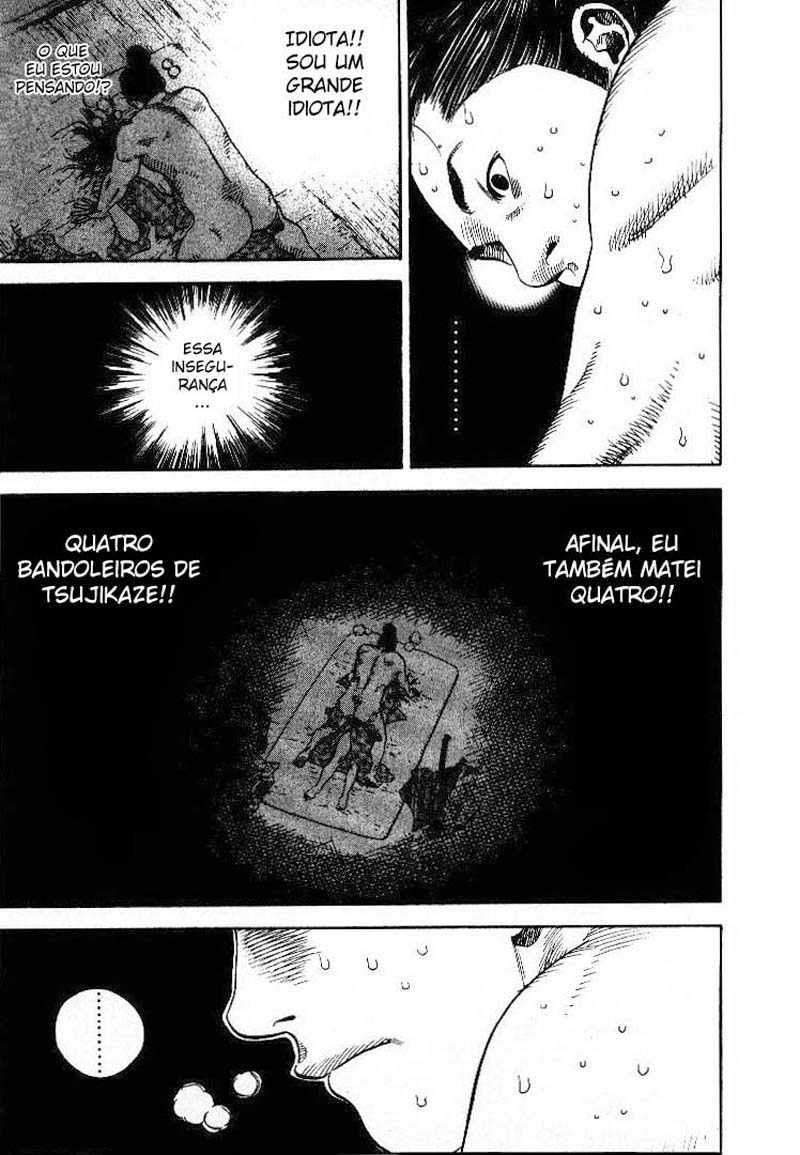 IDIOTA!!
SOU UM
GRANDE
IDIOTA!!
O QUE
EU ESTOU
PENSANDO!?
..........
ESSA
INSEGU-
RANÇA
...
AFINAL, EU
TAMBÉM MATEI
QUATRO!!
QUATRO
BANDOLEIROS DE
TSUJIKAZE!!
..........